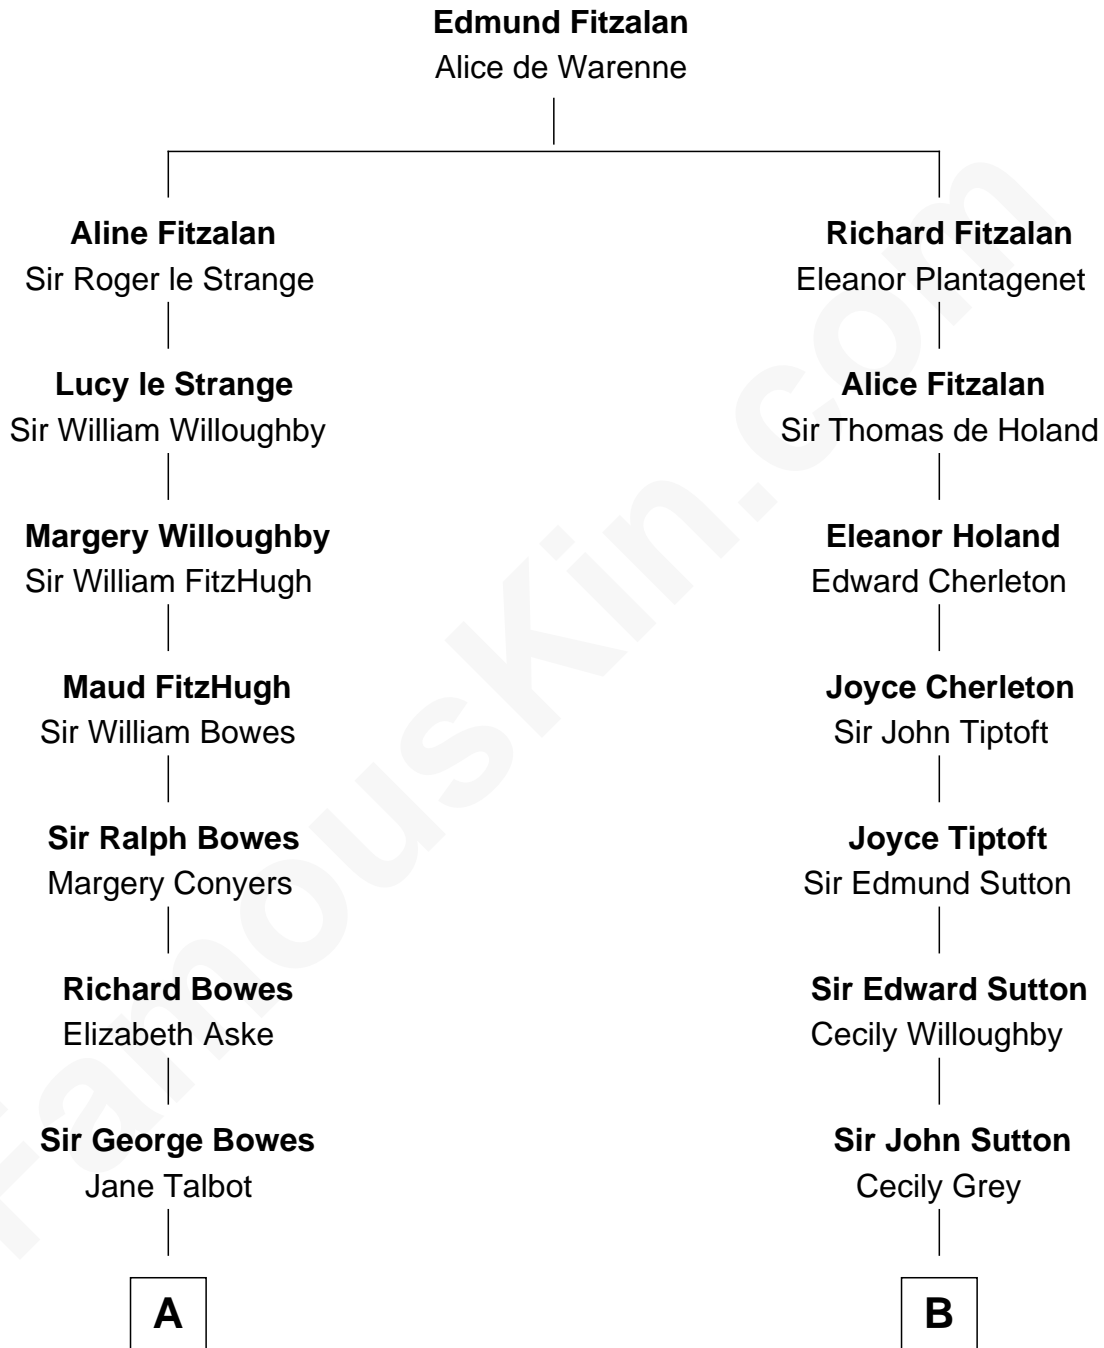 Edmund Fitzalan
Alice de Warenne
Aline Fitzalan
Sir Roger le Strange
Richard Fitzalan
Eleanor Plantagenet
Lucy le Strange
Sir William Willoughby
Alice Fitzalan
Sir Thomas de Holand
Margery Willoughby
Sir William FitzHugh
Eleanor Holand
Edward Cherleton
Maud FitzHugh
Sir William Bowes
Joyce Cherleton
Sir John Tiptoft
Sir Ralph Bowes
Margery Conyers
Joyce Tiptoft
Sir Edmund Sutton
Richard Bowes
Elizabeth Aske
Sir Edward Sutton
Cecily Willoughby
Sir George Bowes
Jane Talbot
Sir John Sutton
Cecily Grey
A
B
FamousKin.com